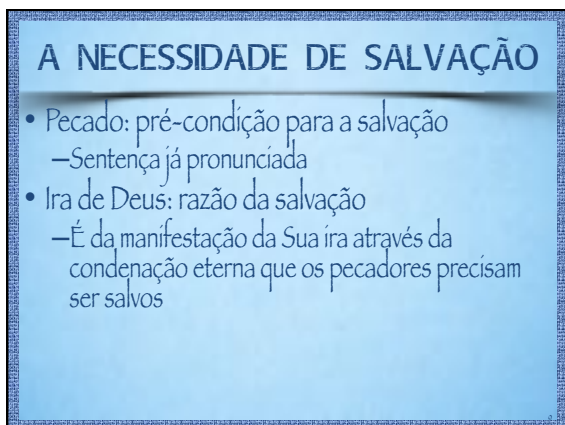 A NECESSIDADE DE SALVAÇÃO
• Pecado: pré-condição para a salvação
–Sentença já pronunciada
• Ira de Deus: razão da salvação
–É da manifestação da Sua ira através da
condenação eterna que os pecadores precisam
ser salvos